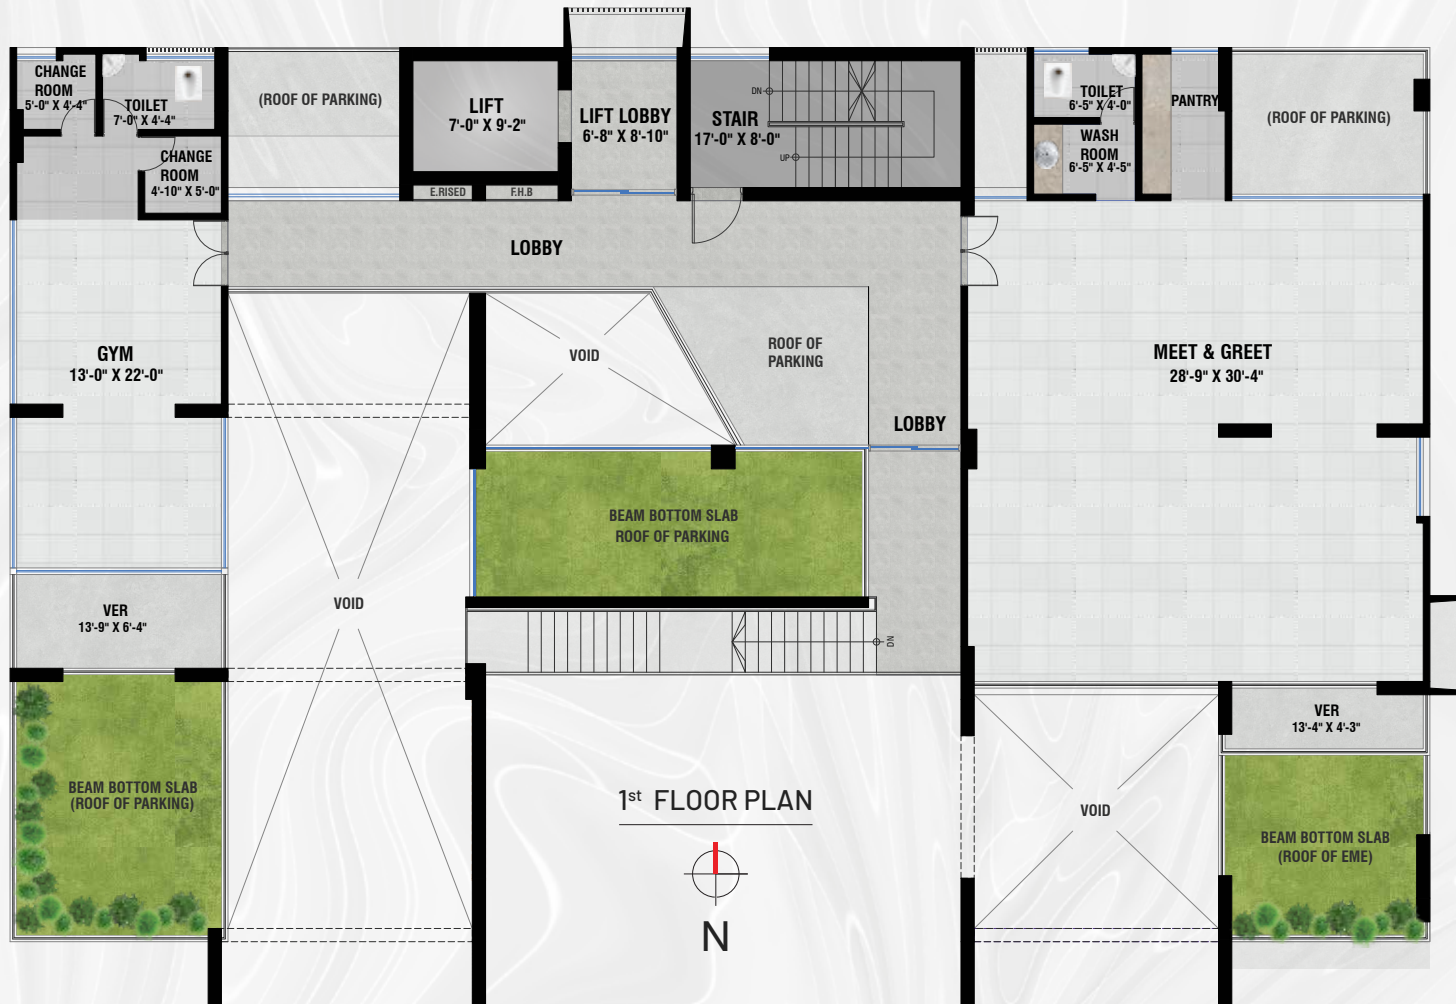 CHANGE
ROOM
5'-0" X 4'-4"
TOILET
7'-0" X 4'-4"
CHANGE
ROOM
4'-10" X 5'-0"
(ROOF OF PARKING)
LIFT
7'-0" X 9'-2"
E.RISED
F.H.B
LIFT LOBBY
6'-8" X 8'-10"
STAIR
17'-0" X 8'-0"
DN
UP
TOILET
6'-5" X 4'-0"
WASH
ROOM
6'-5" X 4'-5"
PANTRY
(ROOF OF PARKING)
LOBBY
GYM
13'-0" X 22'-0"
VOID
ROOF OF
PARKING
LOBBY
MEET & GREET
28'-9" X 30'-4"
BEAM BOTTOM SLAB
ROOF OF PARKING
VER
13'-9" X 6'-4"
VOID
DN
VER
13'-4" X 4'-3"
BEAM BOTTOM SLAB
(ROOF OF PARKING)
1st FLOOR PLAN
N
VOID
BEAM BOTTOM SLAB
(ROOF OF EME)